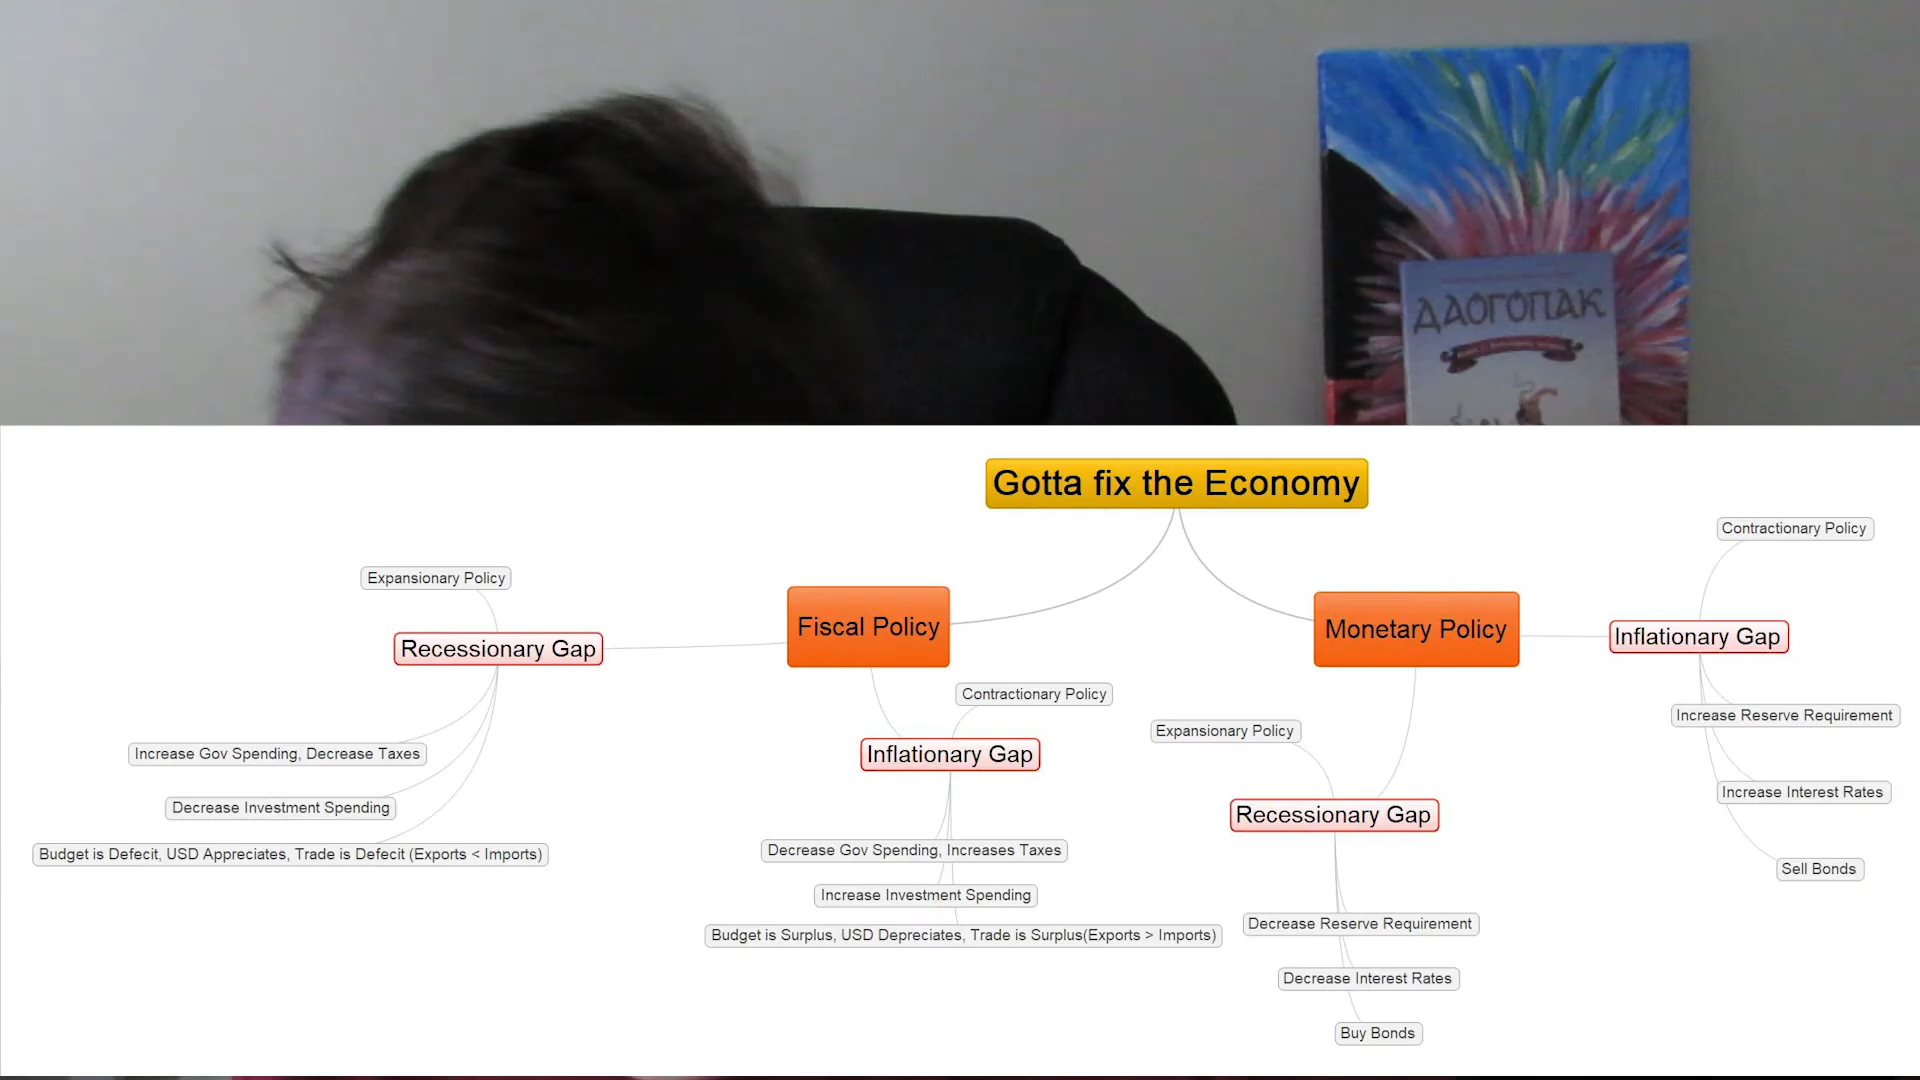 ДАОГОПАК
Gotta fix the Economy
Contractionary Policy
Expansionary Policy
Fiscal Policy
Monetary Policy
Inflationary Gap
Recessionary Gap
Contractionary Policy
Increase Reserve Requirement
Expansionary Policy
Increase Gov Spending, Decrease Taxes
Inflationary Gap
Increase Interest Rates
Decrease Investment Spending
Recessionary Gap
Decrease Gov Spending, Increases Taxes
Budget is Defecit, USD Appreciates, Trade is Defecit (Exports < Imports)
Sell Bonds
Increase Investment Spending
Decrease Reserve Requirement
Budget is Surplus, USD Depreciates, Trade is Surplus(Exports > Imports)
Decrease Interest Rates
Buy Bonds